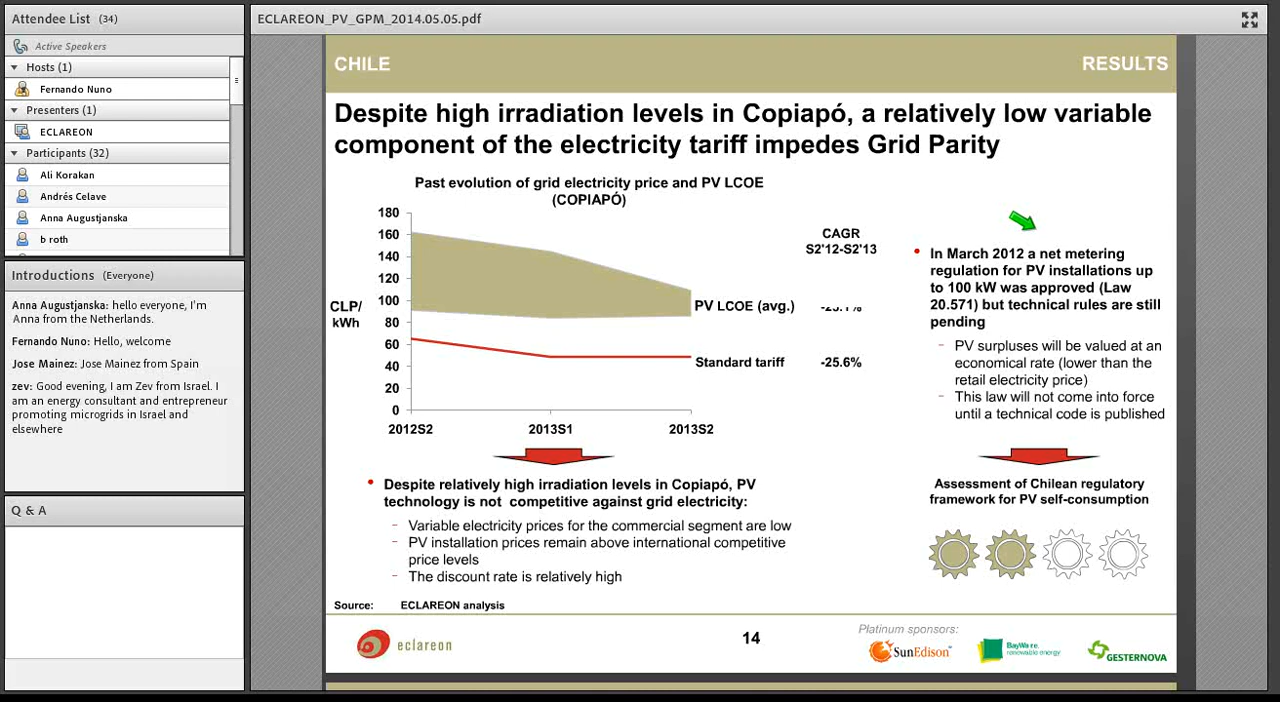 Attendee List (34)
Active Speakers
Hosts (1)
Fernando Nuno
Presenters (1)
ECLAREON
Participants (32)
Ali Korakan
Andrés Celave
Anna Augustjanska
b roth
Introductions (Everyone)
Anna Augustjanska: hello everyone, I'm
Anna from the Netherlands.
Fernando Nuno: Hello, welcome
Jose Mainez: Jose Mainez from Spain
zev: Good evening, I am Zev from Israel. I
am an energy consultant and entrepreneur
promoting microgrids in Israel and
elsewhere
Q & A
ECLAREON_PV_GPM_2014.05.05.pdf
CHILE
RESULTS
Despite high irradiation levels in Copiapó, a relatively low variable
component of the electricity tariff impedes Grid Parity
Past evolution of grid electricity price and PV LCOE
(COPIAPÓ)
CLP/
kWh
180
160
140
120
100
80
60
40
20
0
2012S2
2013S1
2013S2
CAGR
S2'12-S2'13
PV LCOE (avg.)
Standard tariff
-25.6%
Despite relatively high irradiation levels in Copiapó, PV
technology is not competitive against grid electricity:
- Variable electricity prices for the commercial segment are low
- PV installation prices remain above international competitive
price levels
- The discount rate is relatively high
• In March 2012 a net metering
regulation for PV installations up
to 100 kW was approved (Law
20.571) but technical rules are still
pending
- PV surpluses will be valued at an
economical rate (lower than the
retail electricity price)
- This law will not come into force
until a technical code is published
Assessment of Chilean regulatory
framework for PV self-consumption
Source: ECLAREON analysis
eclareon
14
Platinum sponsors:
SunEdison
BayWa r.e.
renewable energy
GESTERNOVA